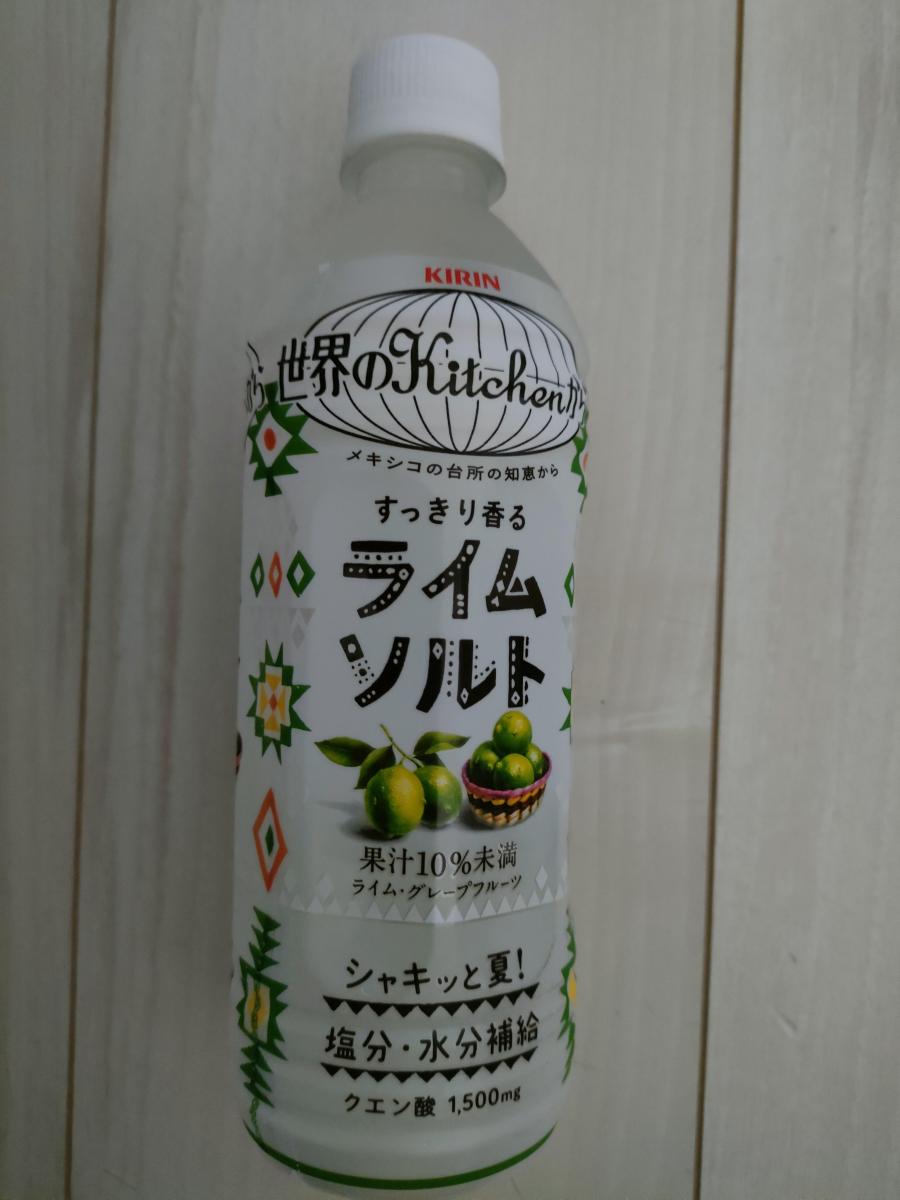 KIRIN
世界のKitchenから
メキシコの台所の知恵から
すっきり香る
ライム
ソルト
果汁10%未満
ライム・グレープフルーツ
シャキッと夏!
塩分・水分補給
クエン酸 1,500mg